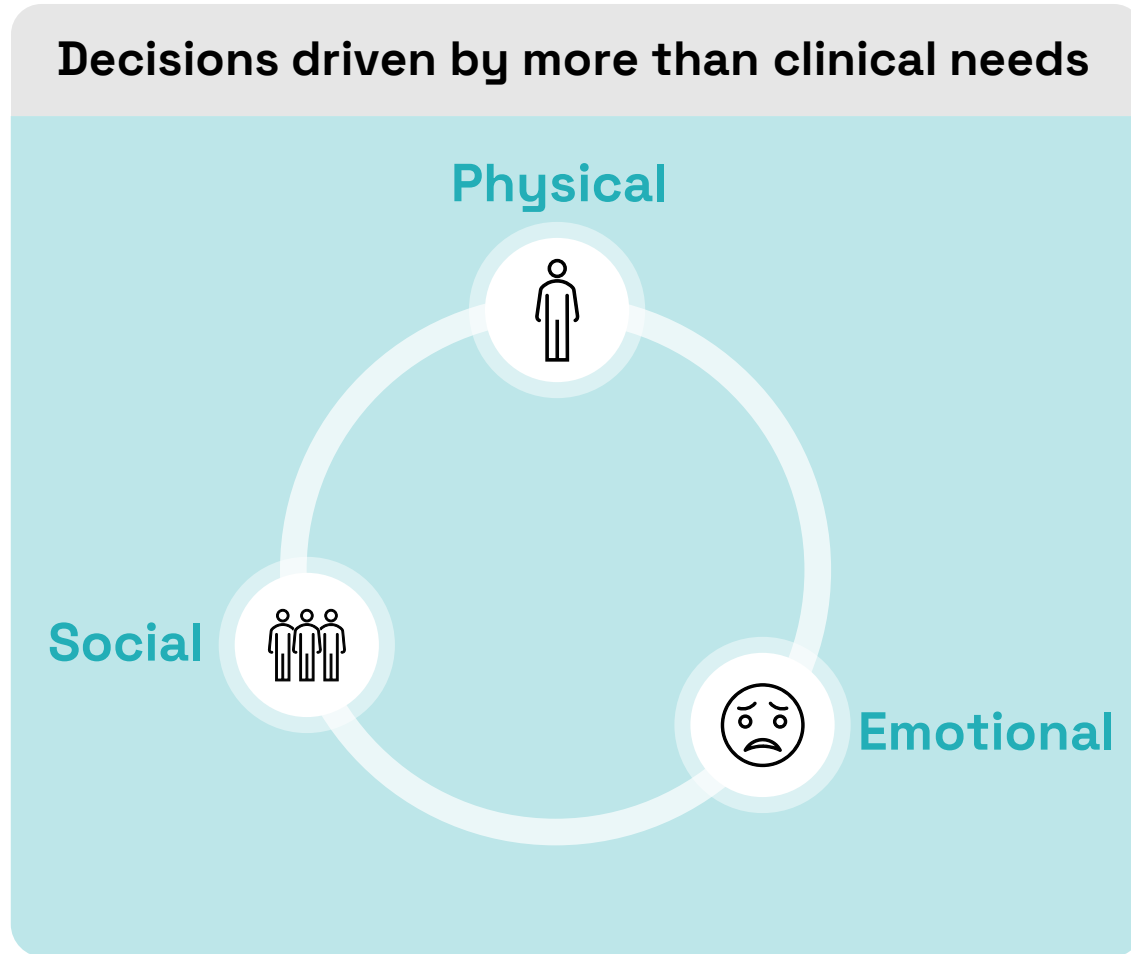 Decisions driven by more than clinical needs
Physical
Social
Emotional